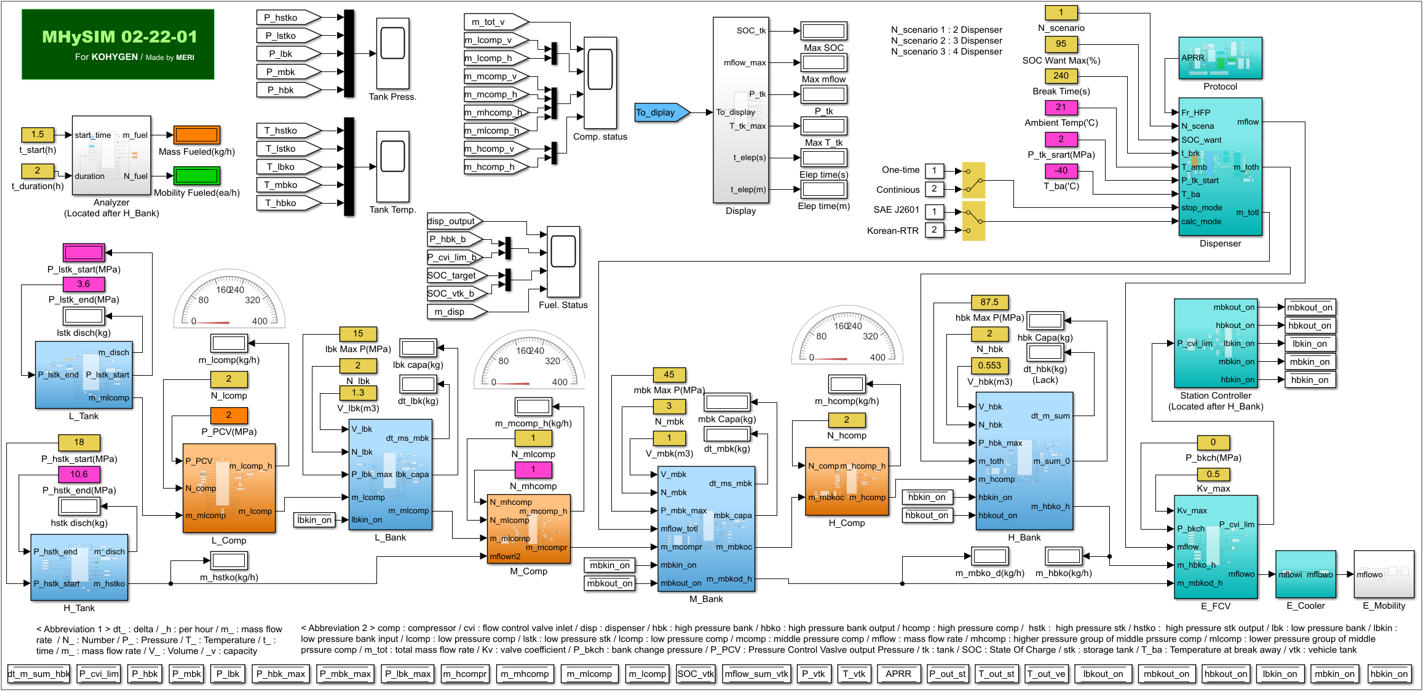 MHySIM 02-22-01
For KOHYGEN / Made by MERI
P_hstko
P_lstko
P_lbk
P_mbk
P_hbk
Tank Press.
T_hstko
T_lstko
T_lbko
T_mbko
T_hbko
Tank Temp.
1.5
t_start(h)
2
t_duration(h)
start_time
duration
m_fuel
N_fuel
Analyzer
(Located after H_Bank)
Mass Fueled(kg/h)
Mobility Fueled(ea/h)
m_tot_v
m_lcomp_v
m_lcomp_h
m_mcomp_v
m_mhcomp_h
m_mcomp_h
m_mlcomp_h
m_hcomp_v
m_hcomp_h
Comp. status
disp_output
P_hbk_b
P_cvi_lim_b
SOC_target
SOC_vtk_b
m_disp
Fuel. Status
To_diplay
To_display
SOC_tk
mflow_max
P_tk
T_tk_max
t_elep(s)
t_elep(m)
Display
Max SOC
Max mflow
P_tk
Max T_tk
Elep time(s)
Elep time(m)
N_scenario 1 : 2 Dispenser
N_scenario 2 : 3 Dispenser
N_scenario 3 : 4 Dispenser
1
N_scenario
95
SOC Want Max(%)
240
Break Time(s)
21
Ambient Temp('C)
2
P_tk_srart(MPa)
-40
T_ba('C)
One-time
1
Continious
2
SAE J2601
1
Korean-RTR
2
APRR
Protocol
Fr_HFP
N_scena
SOC_want
t_brk
T_amb
P_tk_start
T_ba
stop_mode
calc_mode
mflow
m_toth
m_totl
Dispenser
P_lstk_start(MPa)
3.6
P_lstk_end(MPa)
lstk disch(kg)
P_lstk_end
m_disch
P_lstk_start
m_mlcomp
L_Tank
18
P_hstk_start(MPa)
10.6
P_hstk_end(MPa)
hstk disch(kg)
P_hstk_end
P_hstk_start
m_disch
m_hstko
H_Tank
0
80
160
240
320
400
m_lcomp(kg/h)
2
N_lcomp
2
P_PCV(MPa)
P_PCV
N_comp
m_mlcomp
m_lcomp_h
m_lcomp
L_Comp
m_hstko(kg/h)
15
lbk Max P(MPa)
2
N_lbk
1.3
V_lbk(m3)
lbk capa(kg)
dt_lbk(kg)
V_lbk
N_lbk
P_lbk_max
m_lcomp
lbkin_on
dt_ms_mbk
lbk_capa
m_mlcomp
lbkin_on
L_Bank
0
80
160
240
320
400
m_mcomp_h(kg/h)
1
N_mlcomp
1
N_mhcomp
N_mhcomp
N_mlcomp
m_mlcomp
mflowri2
m_mcomp_h
m_mcompr
M_Comp
45
mbk Max P(MPa)
3
N_mbk
1
V_mbk(m3)
mbk Capa(kg)
dt_mbk(kg)
V_mbk
N_mbk
P_mbk_max
mflow_totl
m_mcompr
mbkin_on
mbkout_on
dt_ms_mbk
mbk_capa
m_mbkoc
m_mbkod_h
mbkin_on
mbkout_on
M_Bank
0
80
160
240
320
400
m_hcomp(kg/h)
2
N_hcomp
N_comp
m_mbkoc
m_hcomp_h
m_hcomp
H_Comp
87.5
hbk Max P(MPa)
2
N_hbk
0.553
V_hbk(m3)
hbk Capa(kg)
dt_hbk(kg)
(Lack)
V_hbk
N_hbk
P_hbk_max
m_toth
m_hcomp
hbkin_on
hbkout_on
dt_m_sum
m_sum_0
m_hbko_h
hbkin_on
hbkout_on
H_Bank
m_mbko_d(kg/h)
m_hbko(kg/h)
P_cvi_lim
mbkout_on
hbkout_on
lbkin_on
mbkin_on
hbkin_on
mbkout_on
hbkout_on
lbkin_on
mbkin_on
hbkin_on
Station Controller
(Located after H_Bank)
0
P_bkch(MPa)
0.5
Kv_max
Kv_max
P_bkch
mflow
m_hbko_h
m_mbkod_h
P_cvi_lim
mflowo
E_FCV
mflowi
mflowo
E_Cooler
mflowo
E_Mobility
< Abbreviation 1 > dt_ : delta / _h : per hour / m_ : mass flow
rate / N_ : Number / P_ : Pressure / T_ : Temperature / t_ :
time / m_ : mass flow rate / V_ : Volume / _v : capacity
< Abbreviation 2 > comp : compressor / cvi : flow control valve inlet / disp : dispenser / hbk : high pressure bank / hbko : high pressure bank output / hcomp : high pressure comp / hstk : high pressure stk / hstko : high pressure stk output / lbk : low pressure bank / lbkin :
low pressure bank input / lcomp : low pressure comp / lstk : low pressure stk / lcomp : low pressure comp / mcomp : middle pressure comp / mflow : mass flow rate / mhcomp : higher pressure group of middle prssure comp / mlcomp : lower pressure group of middle
prssure comp / m_tot : total mass flow rate / Kv : valve coefficient / P_bkch : bank change pressure / P_PCV : Pressure Control Vaslve output Pressure / tk : tank / SOC : State Of Charge / stk : storage tank / T_ba : Temperature at break away / vtk : vehicle tank
dt_m_sum_hbk
P_cvi_lim
P_hbk
P_mbk
P_lbk
P_hbk_max
P_mbk_max
P_lbk_max
m_hcompr
m_mhcomp
m_mlcomp
m_lcomp
SOC_vtk
mflow_sum_vtk
P_vtk
T_vtk
APRR
P_out_st
T_out_st
T_out_ve
lbkout_on
mbkout_on
hbkout_on
lbkin_on
mbkin_on
hbkin_on